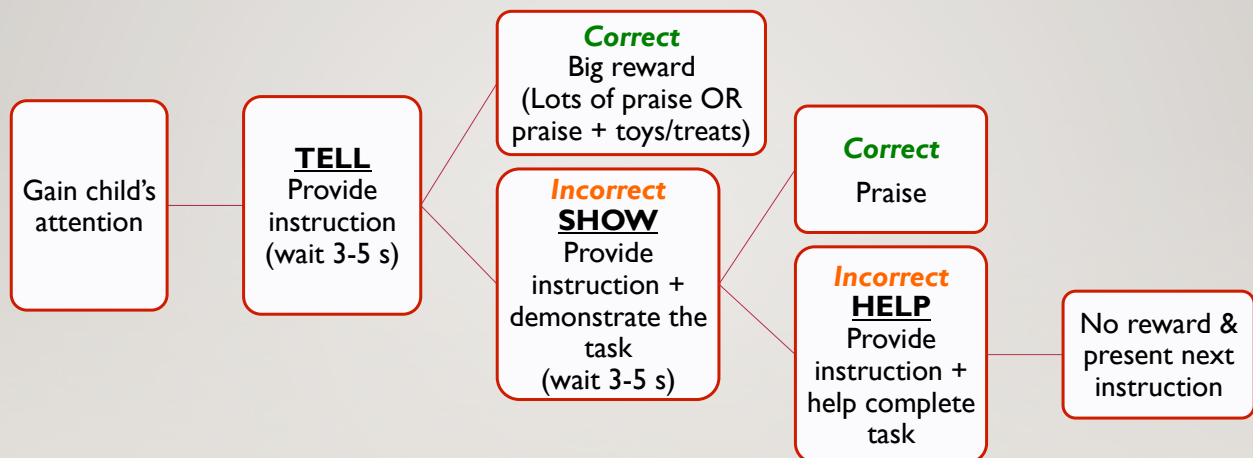 Gain child's
attention
TELL
Provide
instruction
(wait 3-5 s)
Correct
Big reward
(Lots of praise OR
praise + toys/treats)
Incorrect
SHOW
Provide
instruction +
demonstrate the
task
(wait 3-5 s)
Correct
Praise
Incorrect
HELP
Provide
instruction +
help complete
task
No reward &
present next
instruction